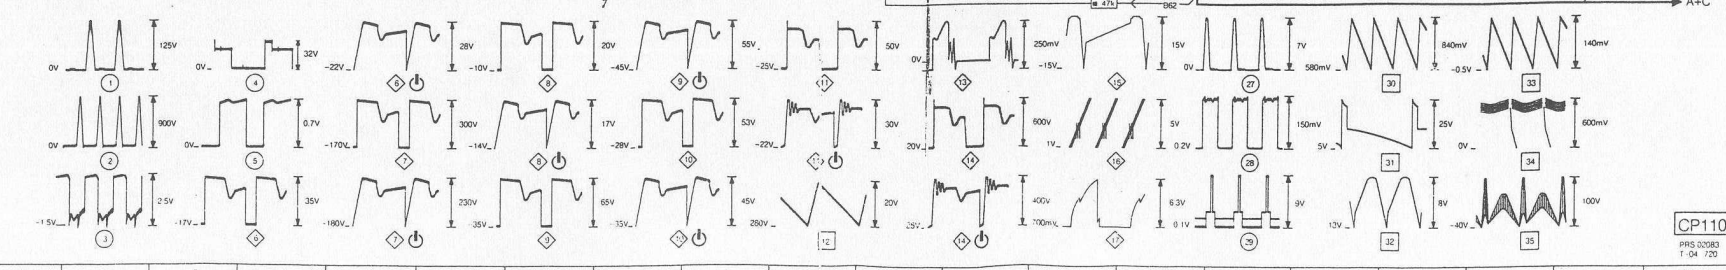 7
47k
B62
A+C
0V 125V 1
0V 32V 4
-22V 28V 6
-10V 20V 8
-45V 55V 9
-25V 50V 11
0V 250mV 13
-15V 15V 15
0V 7V 27
580mV 840mV 30
-0.5V 140mV 33
0V 900V 2
0V 0.7V 5
-170V 300V 7
-14V 17V 8
-28V 53V 10
-22V 30V 11
20V 600V 14
1V 5V 16
0.2V 150mV 28
5V 25V 31
0V 600mV 34
-1.5V 2.5V 3
-17V 35V 6
-180V 230V 7
-35V 65V 9
-35V 45V 10
260V 20V 12
400V 14
700mV 6.3V 17
0.1V 9V 39
13V 8V 32
-40V 100V 35
CP110
PRS 02083
T-04 / 720